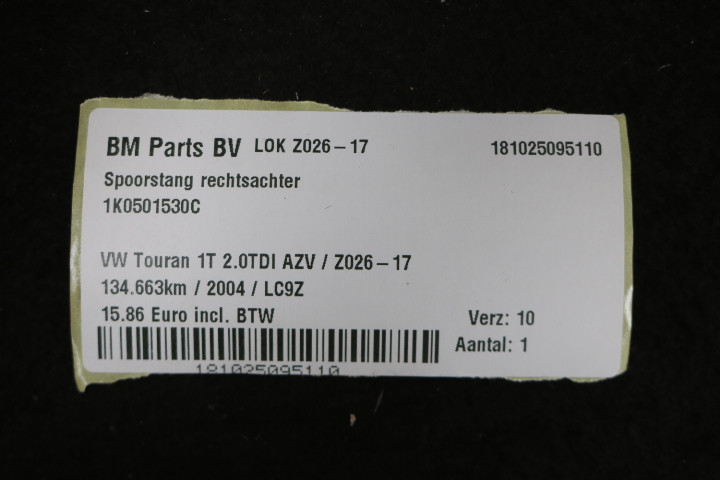 BM Parts BV LOK Z026-17 181025095110
Spoorstang rechtsachter
1K0501530C
VW Touran 1T 2.0TDI AZV / Z026-17
134.663km / 2004 / LC9Z
15.86 Euro incl. BTW Verz: 10
Aantal: 1
181025095110